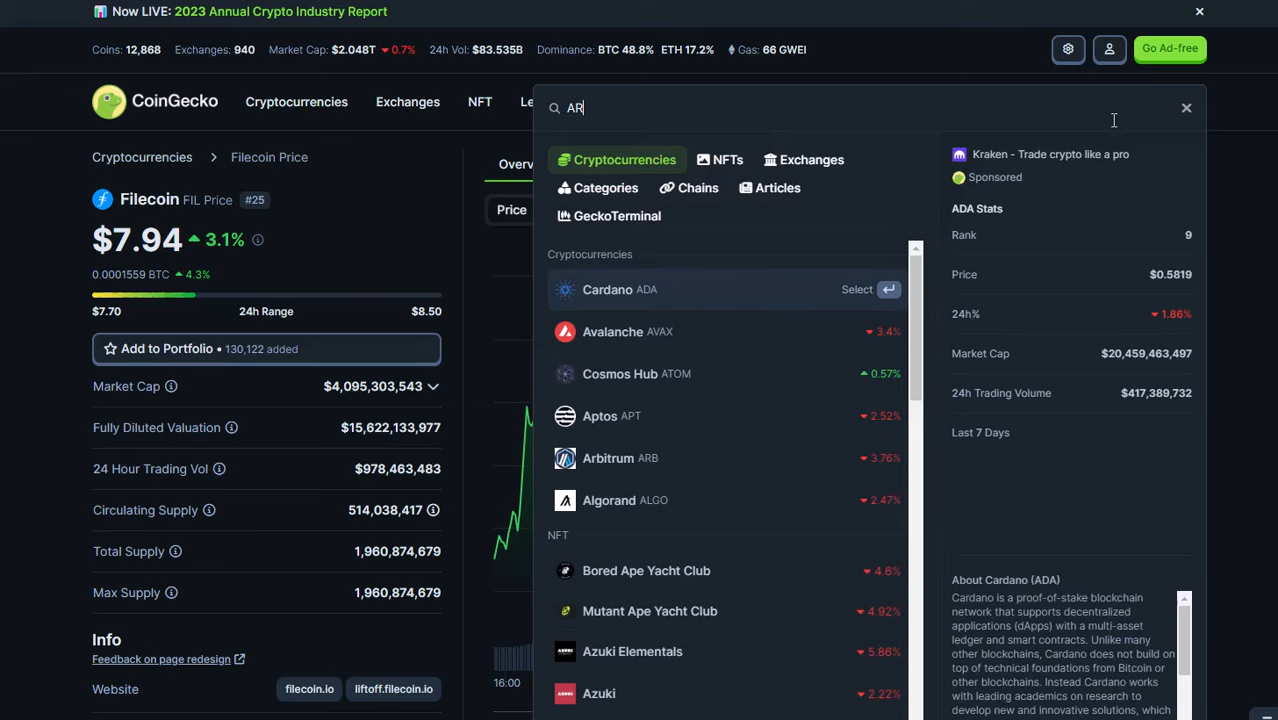 Now LIVE: 2023 Annual Crypto Industry Report
Coins: 12,868 Exchanges: 940 Market Cap: $2.048T 0.7% 24h Vol: $83.535B Dominance: BTC 48.8% ETH 17.2% Gas: 66 GWEI
Go Ad-free
CoinGecko Cryptocurrencies Exchanges NFT Le
AR
Cryptocurrencies > Filecoin Price
Overv
Filecoin FIL Price #25
Price
$7.94 3.1%
0.0001559 BTC 4.3%
$7.70 24h Range $8.50
Add to Portfolio • 130,122 added
Market Cap $4,095,303,543
Fully Diluted Valuation $15,622,133,977
24 Hour Trading Vol $978,463,483
Circulating Supply 514,038,417
Total Supply 1,960,874,679
Max Supply 1,960,874,679
Info
Feedback on page redesign
Website filecoin.io liftoff.filecoin.io
16:00
Cryptocurrencies NFTs Exchanges
Categories Chains Articles
GeckoTerminal
Cryptocurrencies
Cardano ADA Select
Avalanche AVAX 3.4%
Cosmos Hub ATOM 0.57%
Aptos APT 2.52%
Arbitrum ARB 3.76%
Algorand ALGO 2.47%
NFT
Bored Ape Yacht Club 4.6%
Mutant Ape Yacht Club 4.92%
Azuki Elementals 5.86%
Azuki 2.22%
Kraken - Trade crypto like a pro
Sponsored
ADA Stats
Rank 9
Price $0.5819
24h% 1.86%
Market Cap $20,459,463,497
24h Trading Volume $417,389,732
Last 7 Days
About Cardano (ADA)
Cardano is a proof-of-stake blockchain
network that supports decentralized
applications (dApps) with a multi-asset
ledger and smart contracts. Unlike many
other blockchains, Cardano does not build on
top of technical foundations from Bitcoin or
other blockchains. Instead Cardano works
with leading academics on research to
develop new and innovative solutions, which